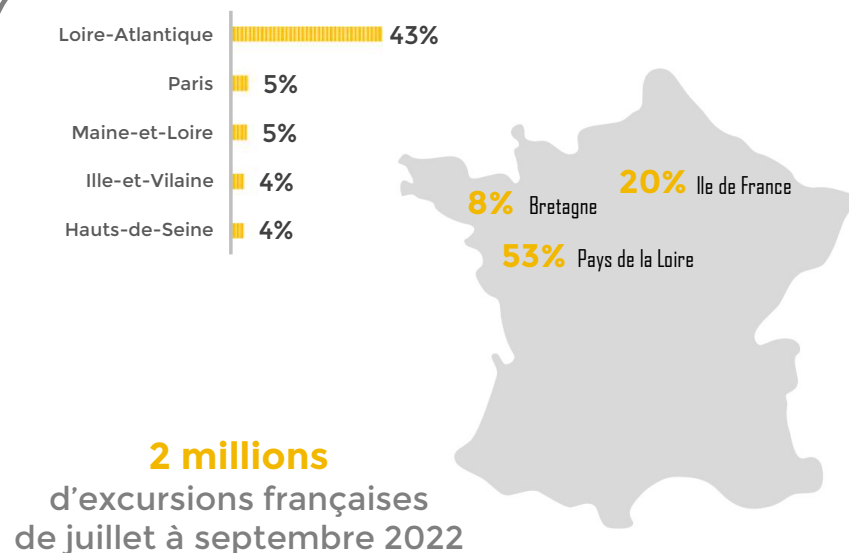 Loire-Atlantique 43%
Paris 5%
Maine-et-Loire 5%
Ille-et-Vilaine 4%
Hauts-de-Seine 4%
20% Ile de France
8% Bretagne
53% Pays de la Loire
2 millions
d'excursions françaises
de juillet à septembre 2022